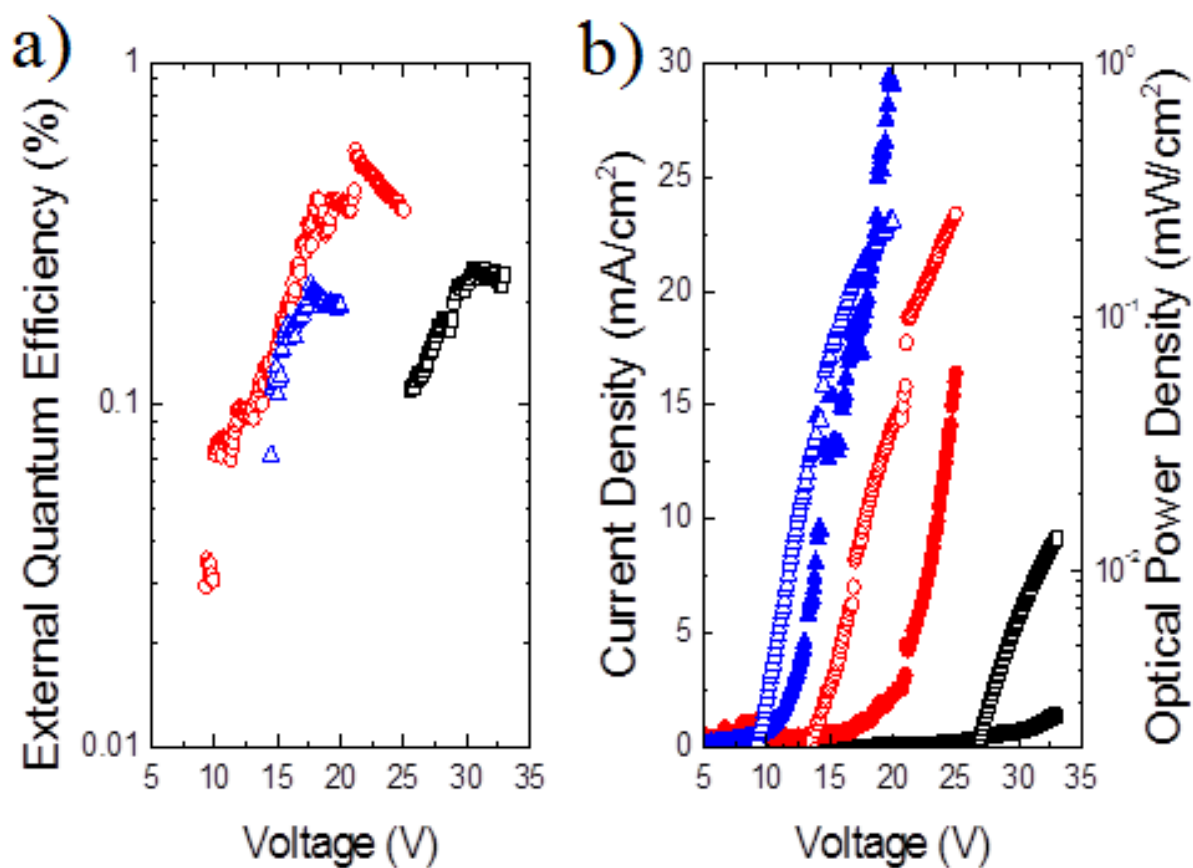 a)
External Quantum Efficiency (%)
1
0.1
0.01
5 10 15 20 25 30 35
Voltage (V)
b)
Current Density (mA/cm²)
30
25
20
15
10
5
0
5 10 15 20 25 30 35
Voltage (V)
10⁰
10⁻¹
10⁻²
Optical Power Density (mW/cm²)